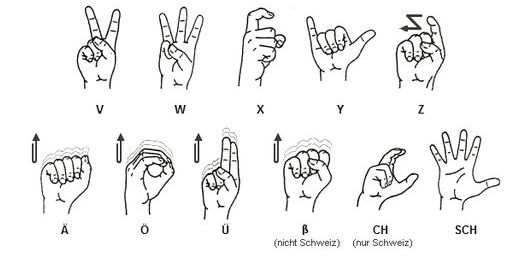 V W X Y Z
Ä Ö Ü ß CH SCH
(nicht Schweiz) (nur Schweiz)